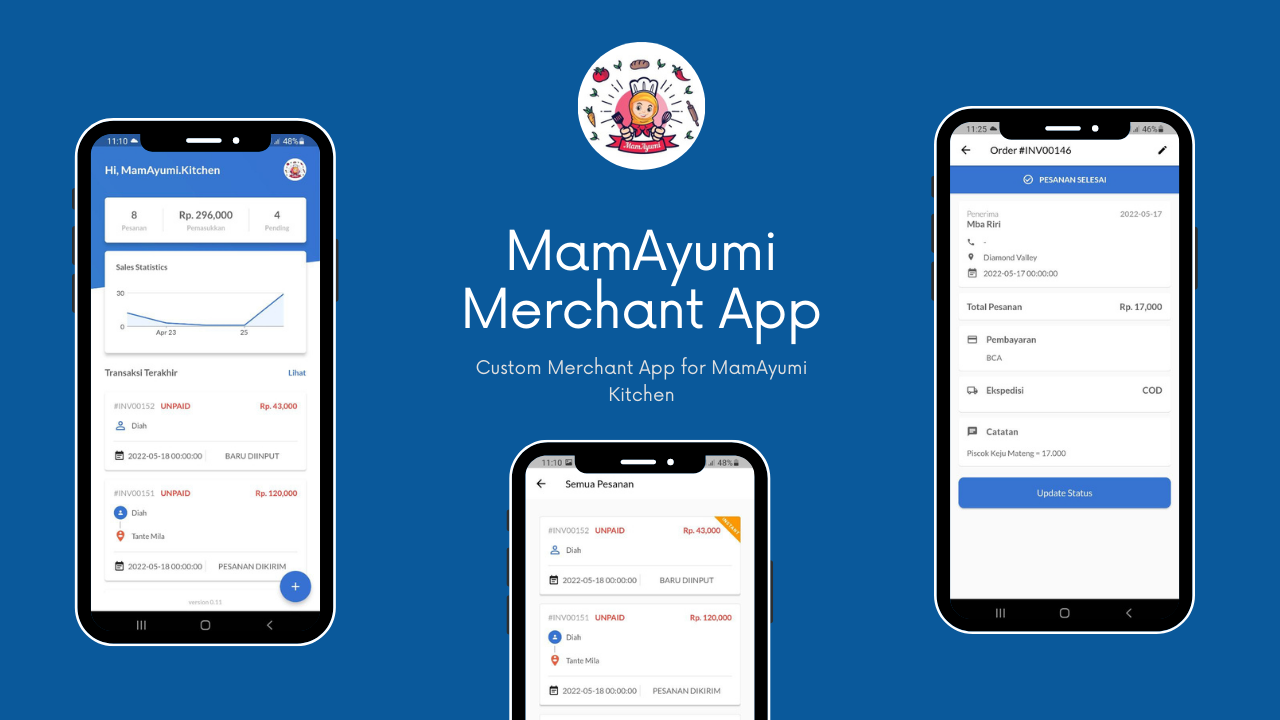 MamAyumi
MamAyumi
Merchant App
Custom Merchant App for MamAyumi
Kitchen
11:10 48%
Hi, MamAyumi.Kitchen
8 Rp. 296,000 4
Pesanan Pemasukkan Pending
Sales Statistics
30
0
Apr 23 25
Transaksi Terakhir Lihat
#INV00152 UNPAID Rp. 43,000
Diah
2022-05-18 00:00:00 BARU DIINPUT
#INV00151 UNPAID Rp. 120,000
Diah
Tante Mila
2022-05-18 00:00:00 PESANAN DIKIRIM
+
version 0.1.1
11:10 48%
Semua Pesanan
INSTANT
#INV00152 UNPAID Rp. 43,000
Diah
2022-05-18 00:00:00 BARU DIINPUT
#INV00151 UNPAID Rp. 120,000
Diah
Tante Mila
2022-05-18 00:00:00 PESANAN DIKIRIM
11:25 46%
Order #INV00146
PESANAN SELESAI
Penerima 2022-05-17
Mba Riri
-
Diamond Valley
2022-05-17 00:00:00
Total Pesanan Rp. 17,000
Pembayaran
BCA
Ekspedisi COD
Catatan
Piscok Keju Mateng = 17.000
Update Status